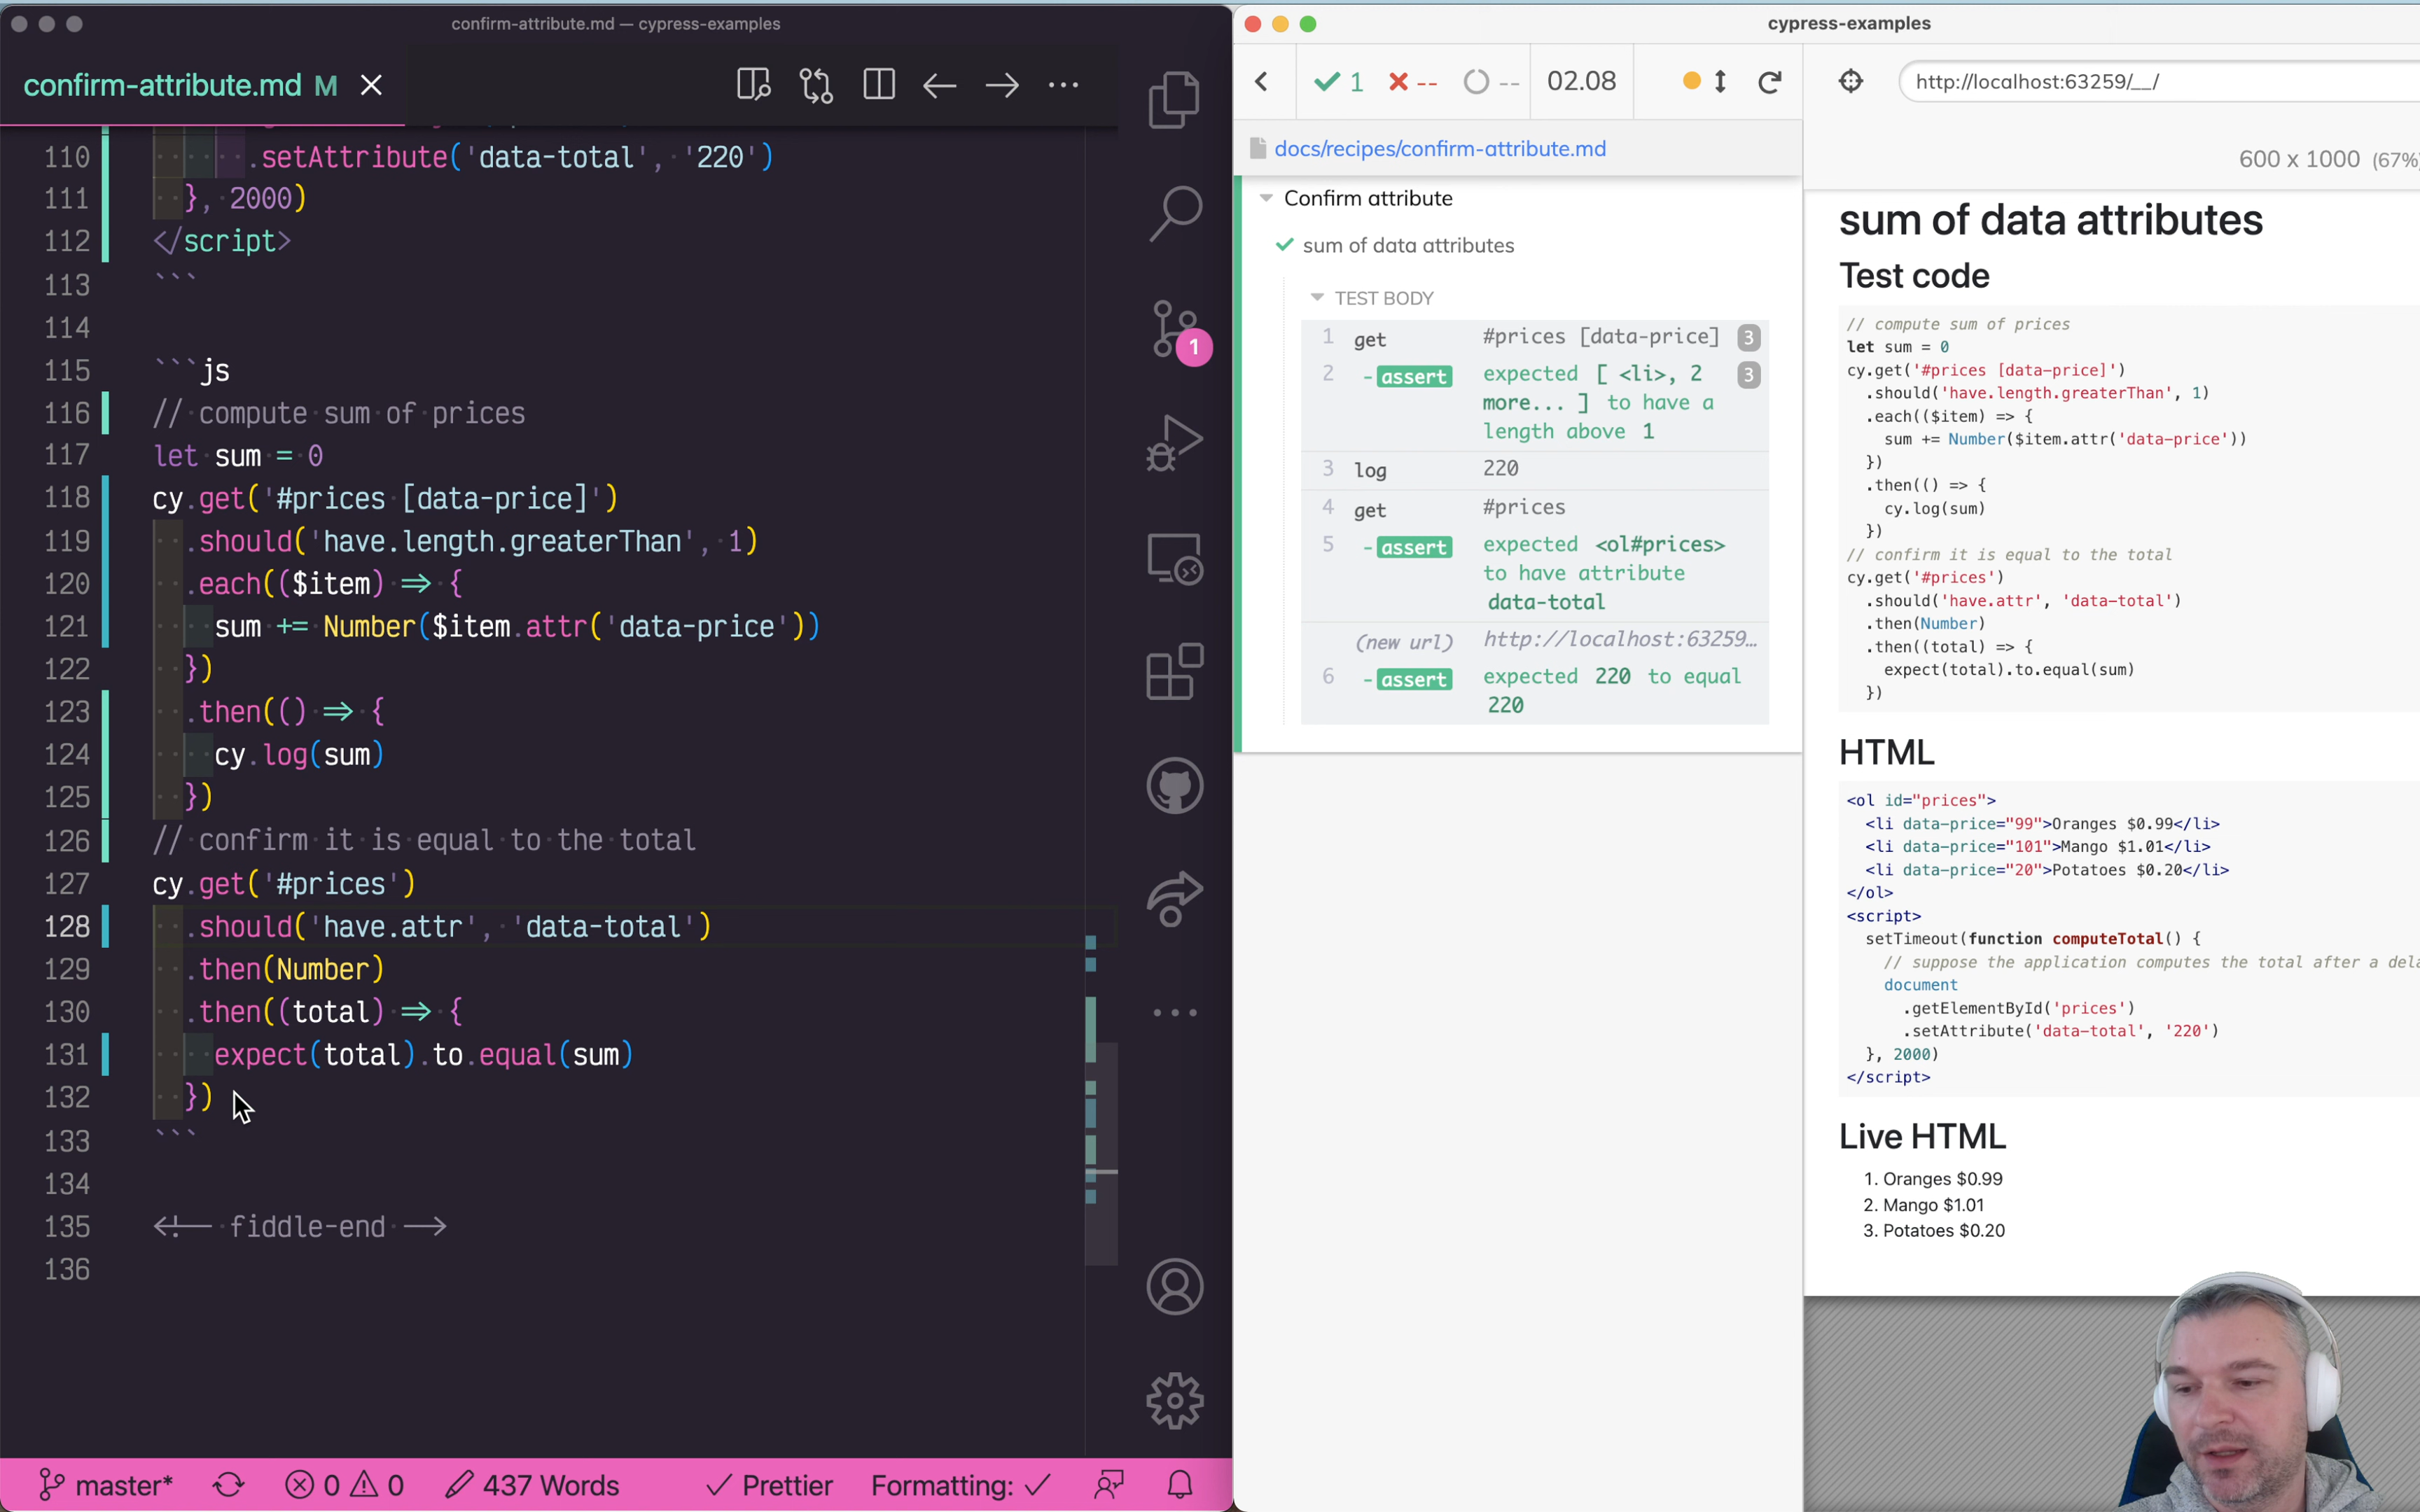 confirm-attribute.md — cypress-examples
confirm-attribute.md M
110 .setAttribute('data-total', '220')
111 }, 2000)
112 </script>
113 ```
114
115 ```js
116 // compute sum of prices
117 let sum = 0
118 cy.get('#prices [data-price]')
119 .should('have.length.greaterThan', 1)
120 .each(($item) => {
121 sum += Number($item.attr('data-price'))
122 })
123 .then(() => {
124 cy.log(sum)
125 })
126 // confirm it is equal to the total
127 cy.get('#prices')
128 .should('have.attr', 'data-total')
129 .then(Number)
130 .then((total) => {
131 expect(total).to.equal(sum)
132 })
133 ```
134
135 <!-- fiddle-end -->
136
1
master* 0 0 437 Words Prettier Formatting:
cypress-examples
1 -- -- 02.08
docs/recipes/confirm-attribute.md
Confirm attribute
sum of data attributes
TEST BODY
1 get #prices [data-price] 3
2 -assert expected [ <li>, 2 3
more... ] to have a
length above 1
3 log 220
4 get #prices
5 -assert expected <ol#prices>
to have attribute
data-total
(new url) http://localhost:63259...
6 -assert expected 220 to equal
220
http://localhost:63259/__/
600 x 1000 (67%
sum of data attributes
Test code
// compute sum of prices
let sum = 0
cy.get('#prices [data-price]')
.should('have.length.greaterThan', 1)
.each(($item) => {
sum += Number($item.attr('data-price'))
})
.then(() => {
cy.log(sum)
})
// confirm it is equal to the total
cy.get('#prices')
.should('have.attr', 'data-total')
.then(Number)
.then((total) => {
expect(total).to.equal(sum)
})
HTML
<ol id="prices">
<li data-price="99">Oranges $0.99</li>
<li data-price="101">Mango $1.01</li>
<li data-price="20">Potatoes $0.20</li>
</ol>
<script>
setTimeout(function computeTotal() {
// suppose the application computes the total after a
document
.getElementById('prices')
.setAttribute('data-total', '220')
}, 2000)
</script>
Live HTML
1. Oranges $0.99
2. Mango $1.01
3. Potatoes $0.20